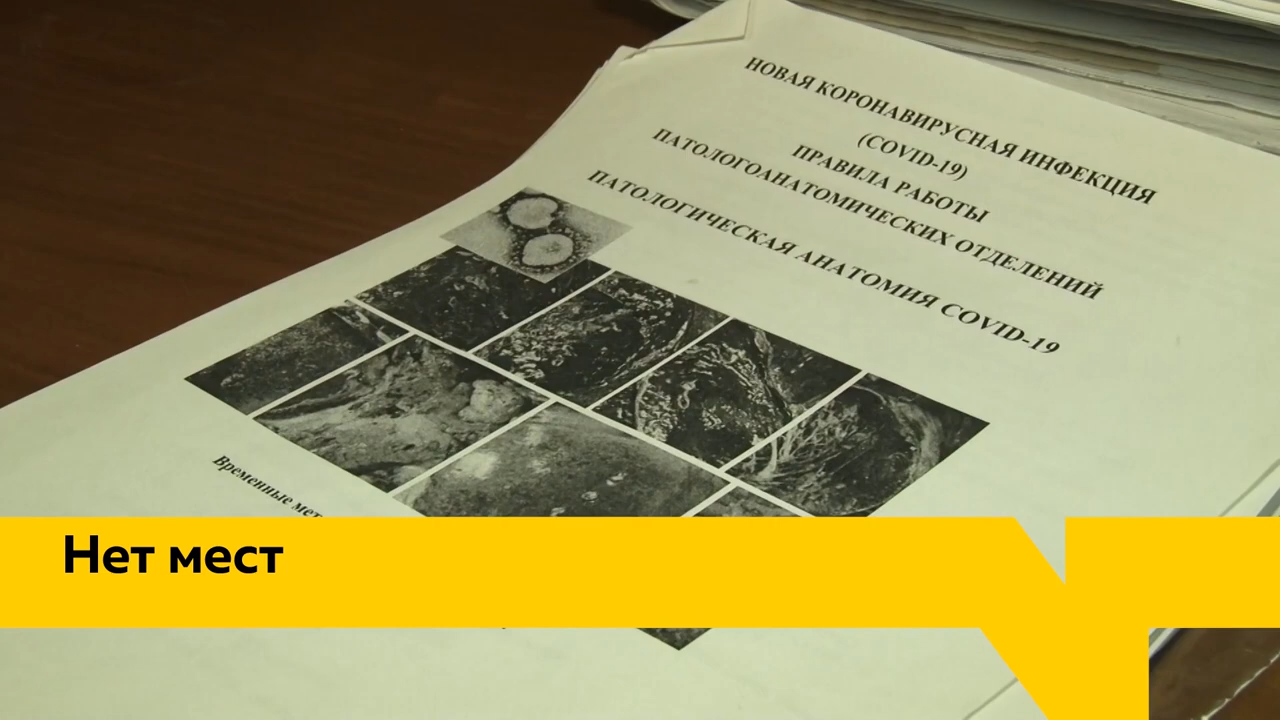 НОВАЯ КОРОНАВИРУСНАЯ ИНФЕКЦИЯ
(COVID-19)
ПРАВИЛА РАБОТЫ
ПАТОЛОГОАНАТОМИЧЕСКИХ ОТДЕЛЕНИЙ
ПАТОЛОГИЧЕСКАЯ АНАТОМИЯ COVID-19
Временные
Нет мест